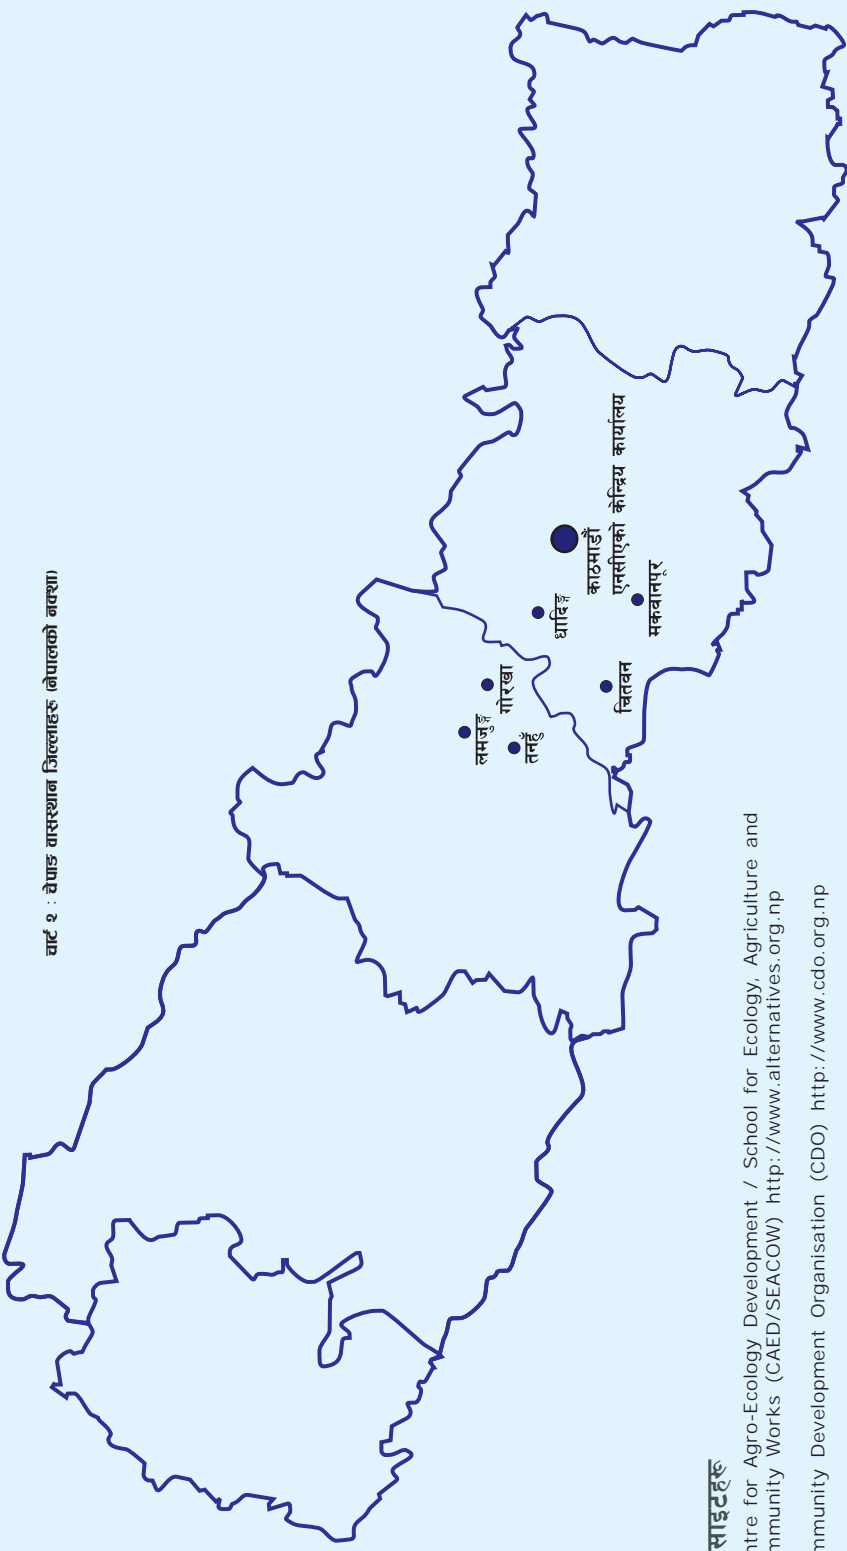 चार्ट २ : चेपाङ वासस्थान जिल्लाहरू (नेपालको नक्शा)
लमजुङ्ग
गोरखा
तनहुँ
धादिङ्ग
काठमाडौं
एनसीएको केन्द्रिय कार्यालय
मकवानपूर
चितवन
साइटहरू
ntre for Agro-Ecology Development / School for Ecology, Agriculture and
mmunity Works (CAED/SEACOW) http://www.alternatives.org.np
mmunity Development Organisation (CDO) http://www.cdo.org.np